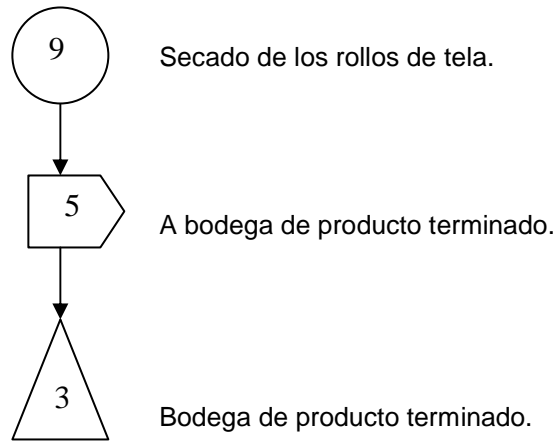 9
Secado de los rollos de tela.
5
A bodega de producto terminado.
3
Bodega de producto terminado.